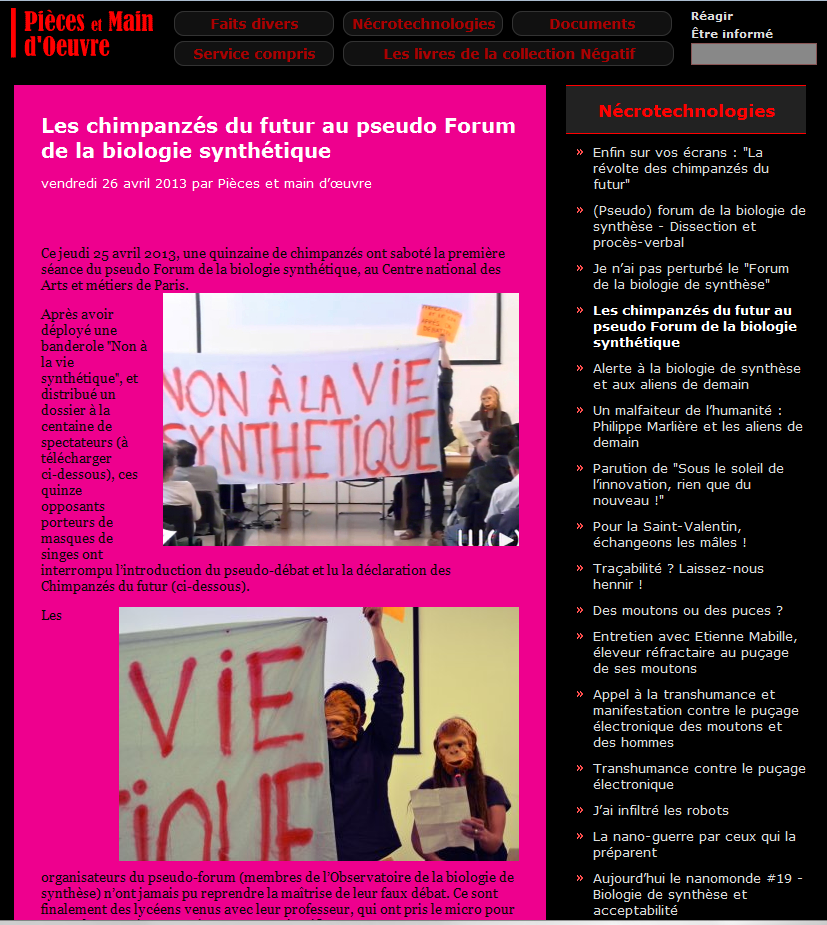 Pièces et Main
d'Oeuvre
Faits divers
Nécrotechnologies
Documents
Service compris
Les livres de la collection Négatif
Réagir
Être informé
Les chimpanzés du futur au pseudo Forum
de la biologie synthétique
vendredi 26 avril 2013 par Pièces et main d’œuvre
Ce jeudi 25 avril 2013, une quinzaine de chimpanzés ont saboté la première
séance du pseudo Forum de la biologie synthétique, au Centre national des
Arts et métiers de Paris.
Après avoir
déployé une
banderole "Non à
la vie
synthétique", et
distribué un
dossier à la
centaine de
spectateurs (à
télécharger
ci-dessous), ces
quinze
opposants
porteurs de
masques de
singes ont
interrompu l’introduction du pseudo-débat et lu la déclaration des
Chimpanzés du futur (ci-dessous).
NON À LA VIE
SYNTHETIQUE
Les
VIE
IQUE
organisateurs du pseudo-forum (membres de l’Observatoire de la biologie de
synthèse) n’ont jamais pu reprendre la maîtrise de leur faux débat. Ce sont
finalement des lycéens venus avec leur professeur, qui ont pris le micro pour
Nécrotechnologies
» Enfin sur vos écrans : "La
révolte des chimpanzés du
futur"
» (Pseudo) forum de la biologie de
synthèse - Dissection et
procès-verbal
» Je n’ai pas perturbé le "Forum
de la biologie de synthèse"
» Les chimpanzés du futur au
pseudo Forum de la biologie
synthétique
» Alerte à la biologie de synthèse
et aux aliens de demain
» Un malfaiteur de l’humanité :
Philippe Marlière et les aliens de
demain
» Parution de "Sous le soleil de
l’innovation, rien que du
nouveau !"
» Pour la Saint-Valentin,
échangeons les mâles !
» Traçabilité ? Laissez-nous
hennir !
» Des moutons ou des puces ?
» Entretien avec Etienne Mabille,
éleveur réfractaire au puçage
de ses moutons
» Appel à la transhumance et
manifestation contre le puçage
électronique des moutons et
des hommes
» Transhumance contre le puçage
électronique
» J’ai infiltré les robots
» La nano-guerre par ceux qui la
préparent
» Aujourd’hui le nanomonde #19 -
Biologie de synthèse et
acceptabilité